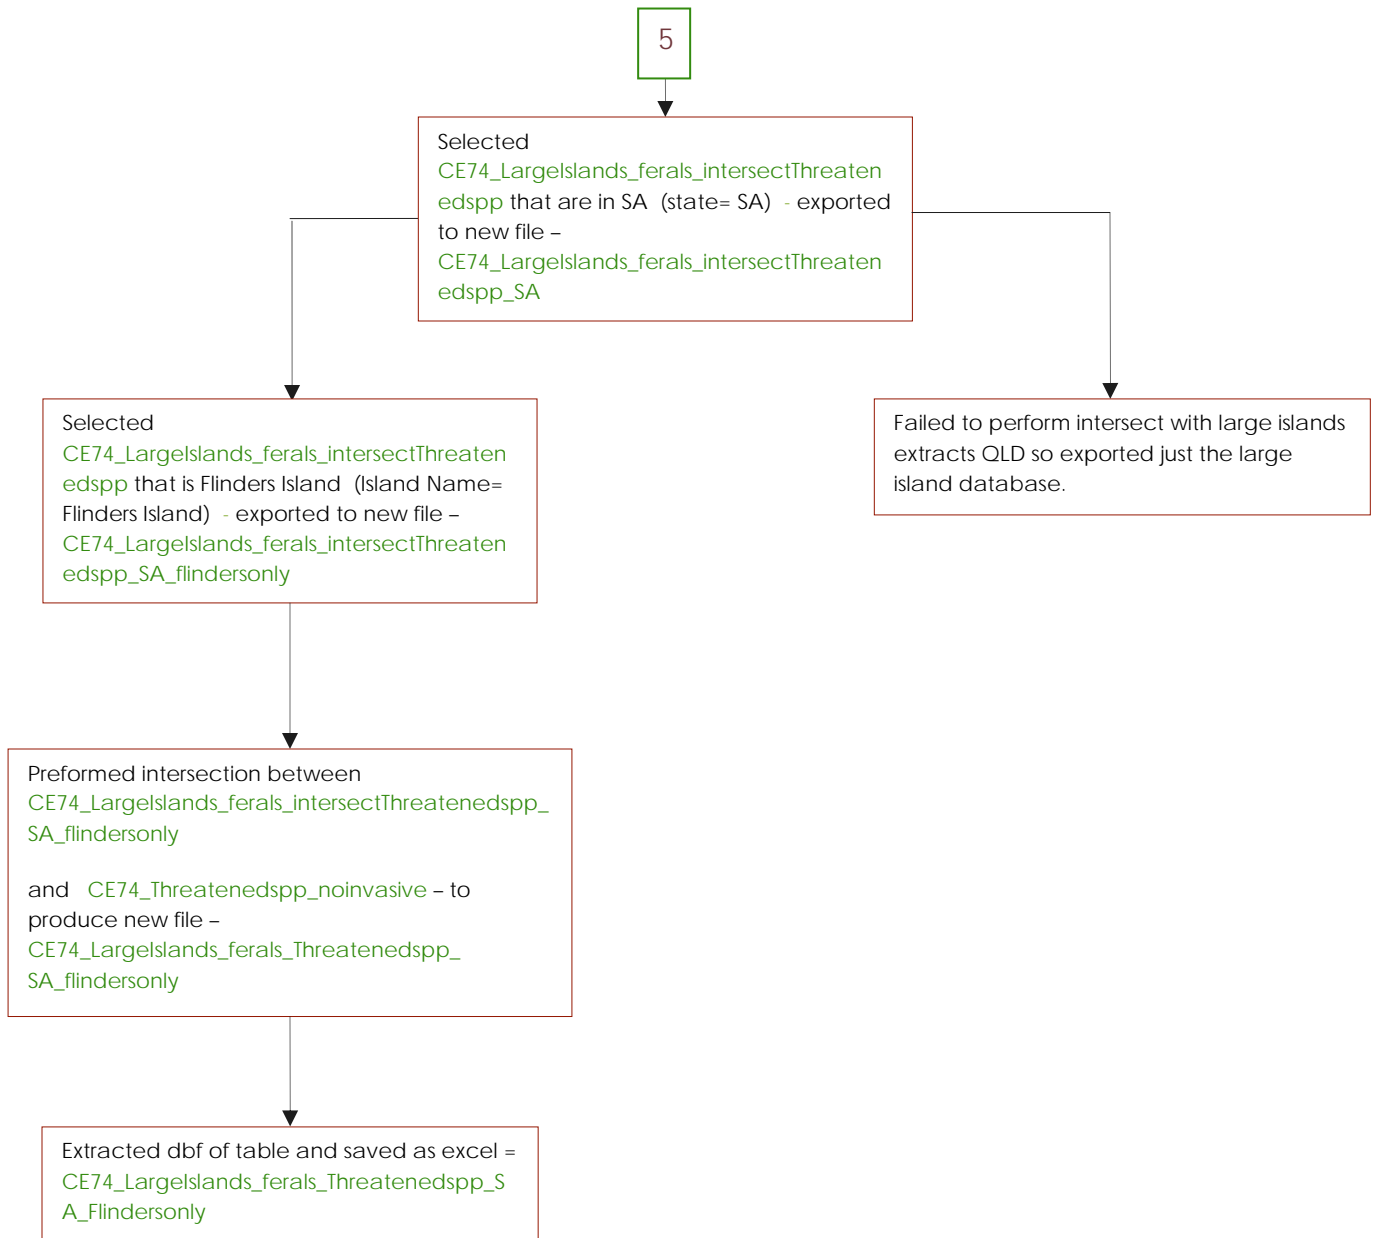 5
Selected
CE74_LargeIslands_ferals_intersectThreaten
edspp that are in SA (state= SA) - exported
to new file –
CE74_LargeIslands_ferals_intersectThreaten
edspp_SA
Selected
CE74_LargeIslands_ferals_intersectThreaten
edspp that is Flinders Island (Island Name=
Flinders Island) - exported to new file –
CE74_LargeIslands_ferals_intersectThreaten
edspp_SA_flindersonly
Failed to perform intersect with large islands
extracts QLD so exported just the large
island database.
Preformed intersection between
CE74_LargeIslands_ferals_intersectThreatenedspp_
SA_flindersonly
and CE74_Threatenedspp_noinvasive – to
produce new file –
CE74_LargeIslands_ferals_Threatenedspp_
SA_flindersonly
Extracted dbf of table and saved as excel =
CE74_LargeIslands_ferals_Threatenedspp_S
A_Flindersonly